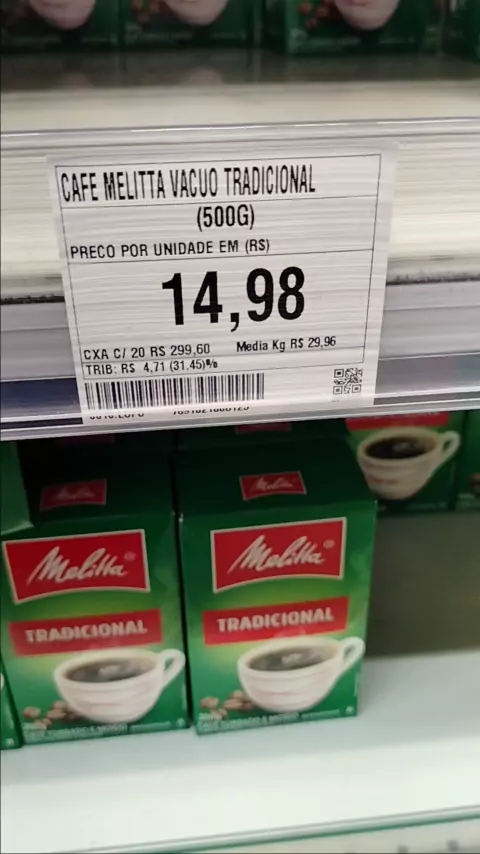 CAFE MELITTA VACUO TRADICIONAL
(500G)
PRECO POR UNIDADE EM (R$)
14,98
CXA C/ 20 R$ 299,60 Media Kg R$ 29,96
TRIB: R$ 4,71 (31.45)%
Melitta
Melitta
Melitta
Melitta
TRADICIONAL
TRADICIONAL